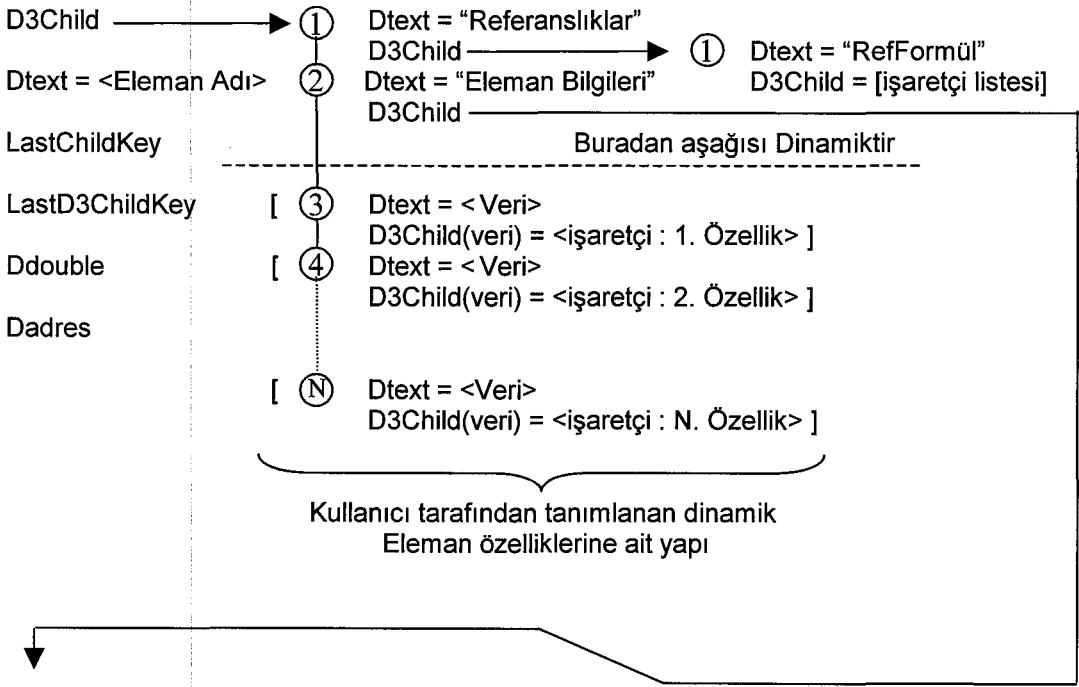 D3Child ① Dtext = “Referanslıklar”
D3Child ① Dtext = “RefFormül”
Dtext = <Eleman Adı> ② Dtext = “Eleman Bilgileri” D3Child = [işaretçi listesi]
D3Child
LastChildKey Buradan aşağısı Dinamiktir
LastD3ChildKey [ ③ Dtext = < Veri>
D3Child(veri) = <işaretçi : 1. Özellik> ]
Ddouble [ ④ Dtext = < Veri>
D3Child(veri) = <işaretçi : 2. Özellik> ]
Dadres
[ Ⓝ Dtext = <Veri>
D3Child(veri) = <işaretçi : N. Özellik> ]
Kullanıcı tarafından tanımlanan dinamik
Eleman özelliklerine ait yapı